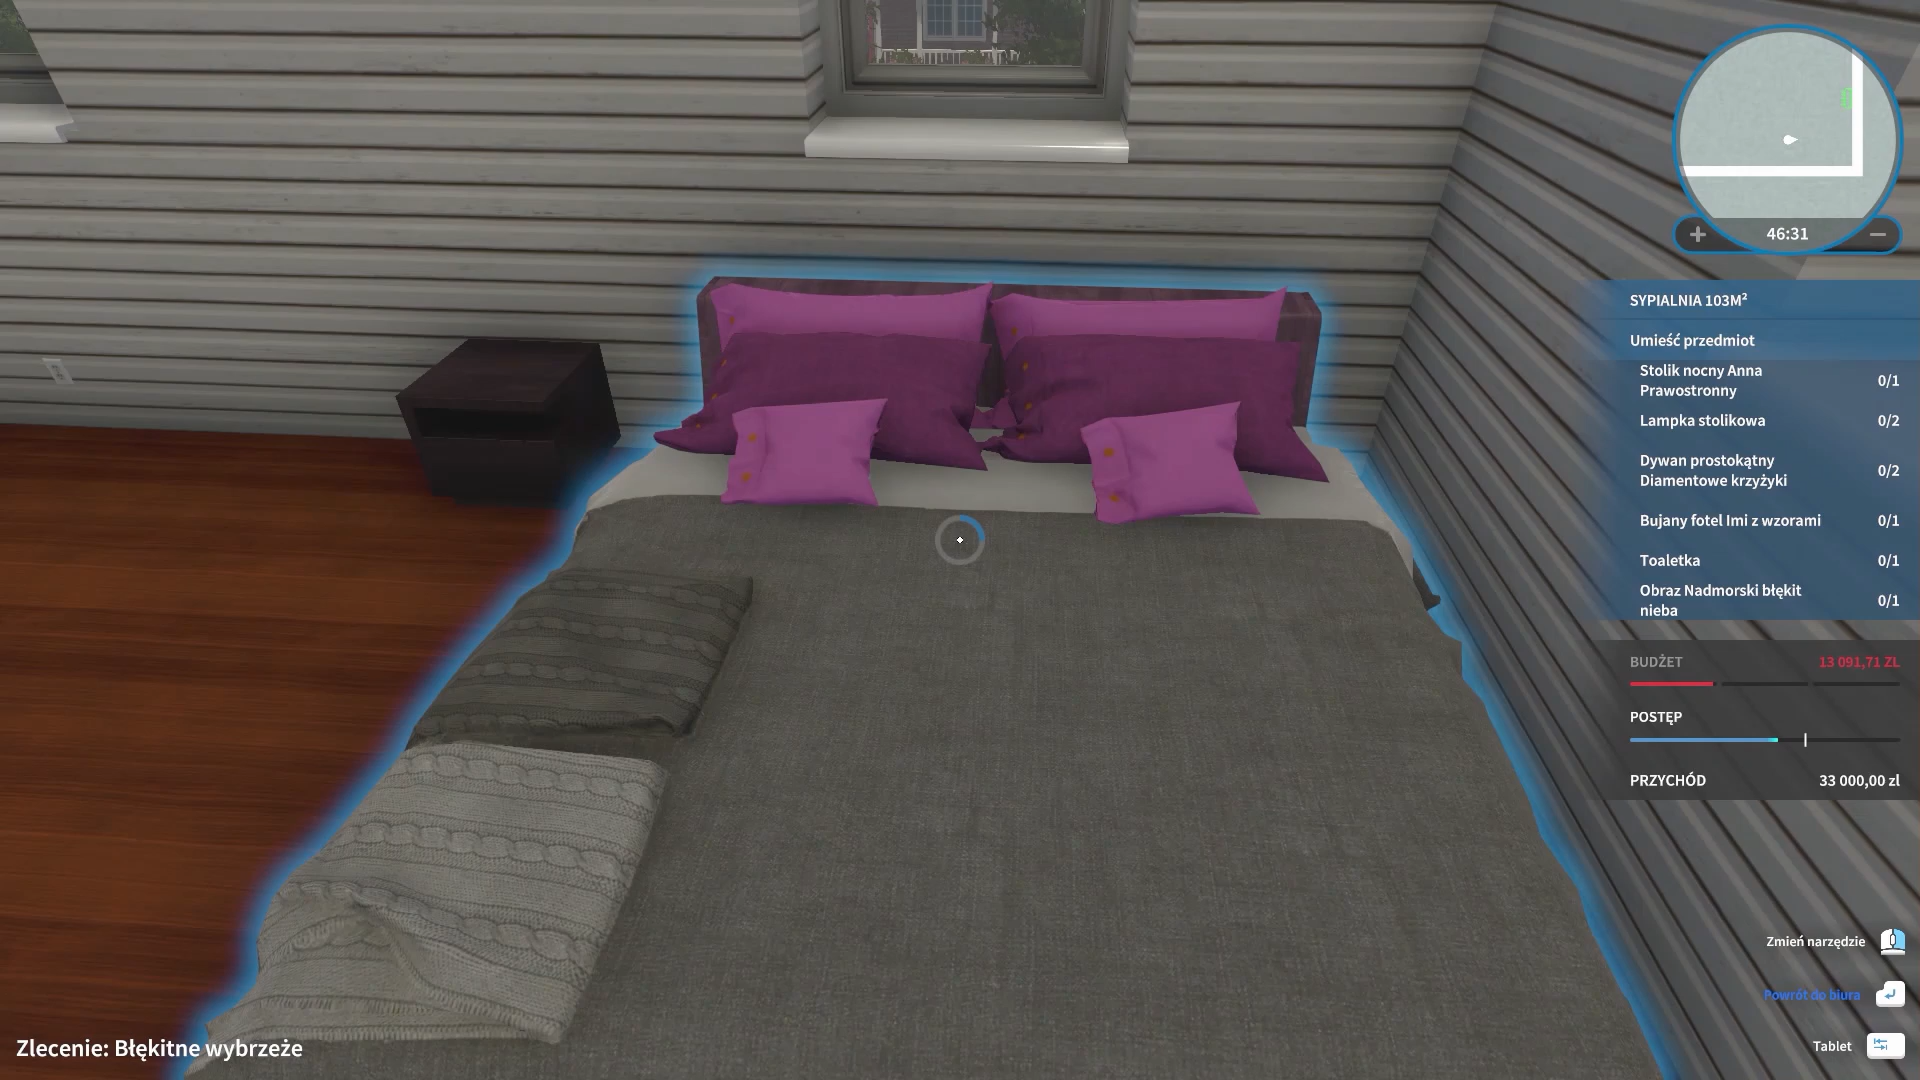 46:31
SYPIALNIA 103M²
Umieść przedmiot
Stolik nocny Anna
Prawostronny 0/1
Lampka stolikowa 0/2
Dywan prostokątny
Diamentowe krzyżyki 0/2
Bujany fotel Imi z wzorami 0/1
Toaletka 0/1
Obraz Nadmorski błękit
nieba 0/1
BUDŻET 13 091,71 ZL
POSTĘP
PRZYCHÓD 33 000,00 zl
Zmień narzędzie
Powrót do biura
Zlecenie: Błękitne wybrzeże
Tablet